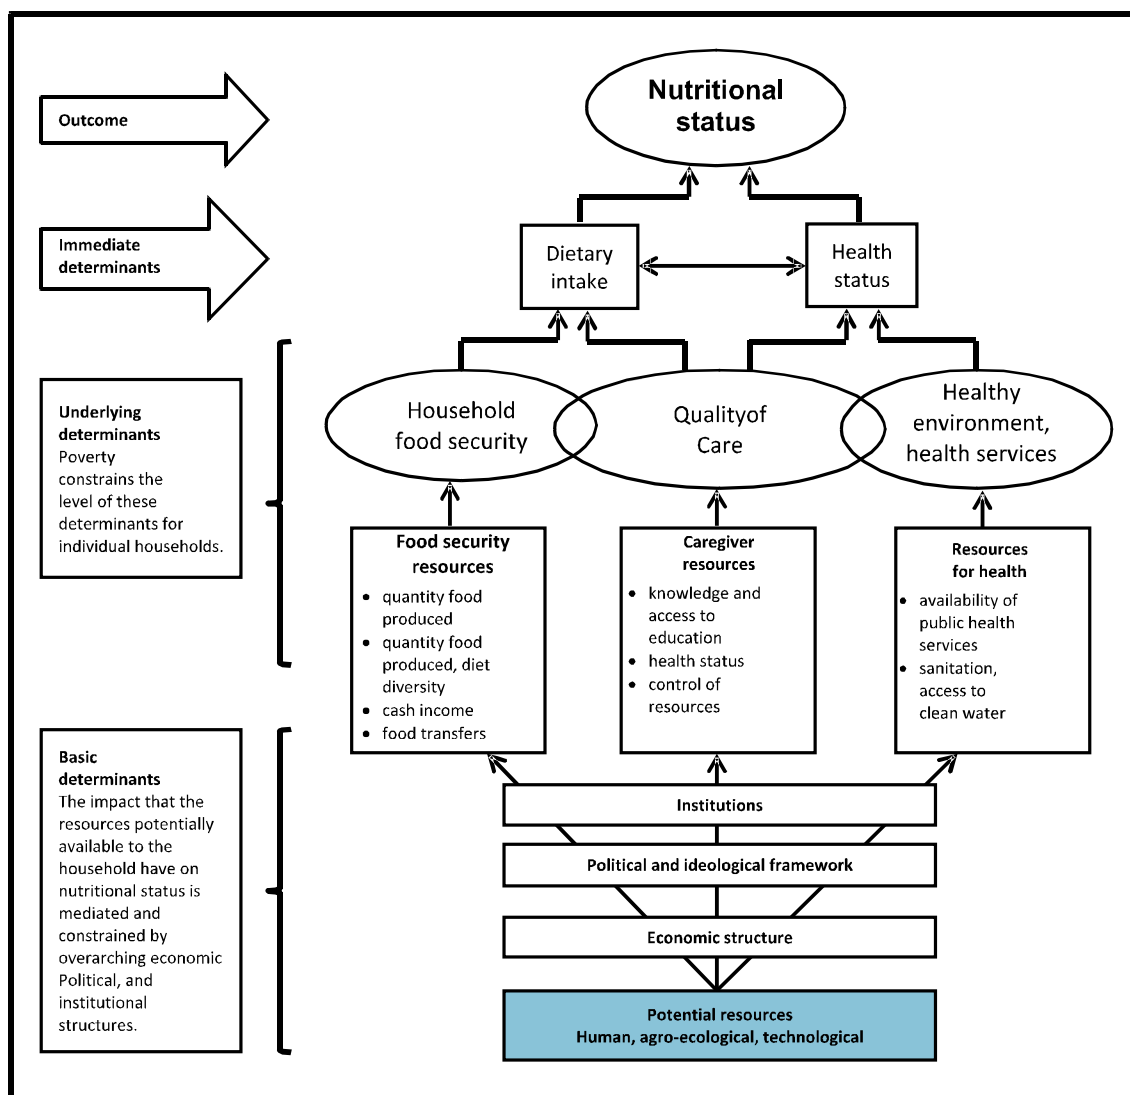 Outcome
Nutritional
status
Immediate
determinants
Dietary
intake
Health
status
Underlying
determinants
Poverty
constrains the
level of these
determinants for
individual households.
Household
food security
Qualityof
Care
Healthy
environment,
health services
Food security
resources
• quantity food
produced
• quantity food
produced, diet
diversity
• cash income
• food transfers
Caregiver
resources
• knowledge and
access to
education
• health status
• control of
resources
Resources
for health
• availability of
public health
services
• sanitation,
access to
clean water
Basic
determinants
The impact that the
resources potentially
available to the
household have on
nutritional status is
mediated and
constrained by
overarching economic
Political, and
institutional
structures.
Institutions
Political and ideological framework
Economic structure
Potential resources
Human, agro-ecological, technological